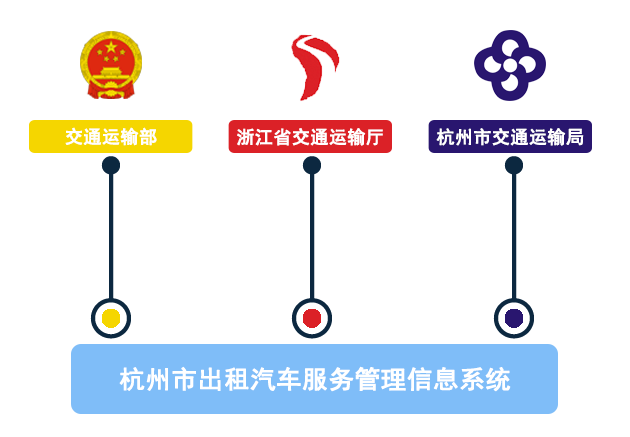 交通运输部
浙江省交通运输厅
杭州市交通运输局
杭州市出租汽车服务管理信息系统